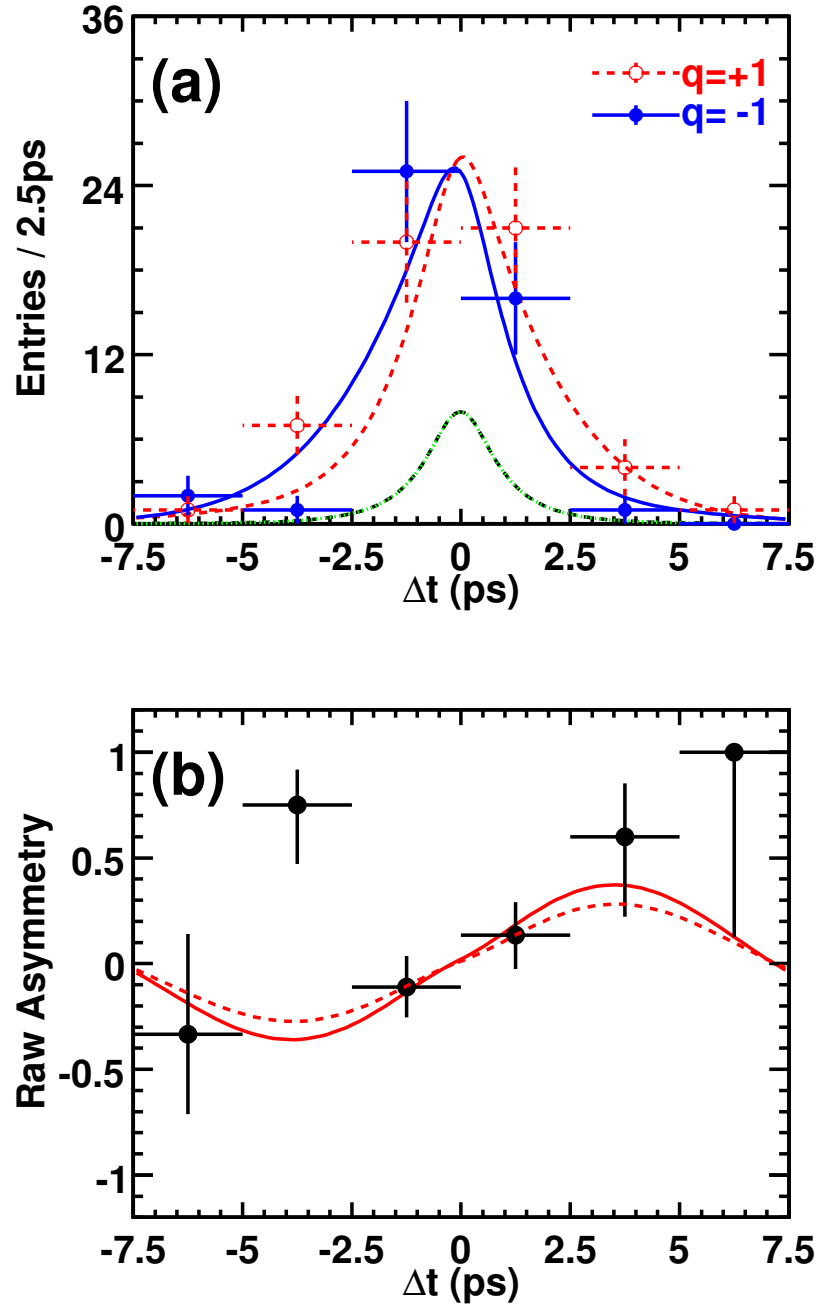 36
(a)
q=+1
q= -1
24
Entries / 2.5ps
12
0
-7.5 -5 -2.5 0 2.5 5 7.5
Δt (ps)
1
(b)
0.5
Raw Asymmetry
0
-0.5
-1
-7.5 -5 -2.5 0 2.5 5 7.5
Δt (ps)